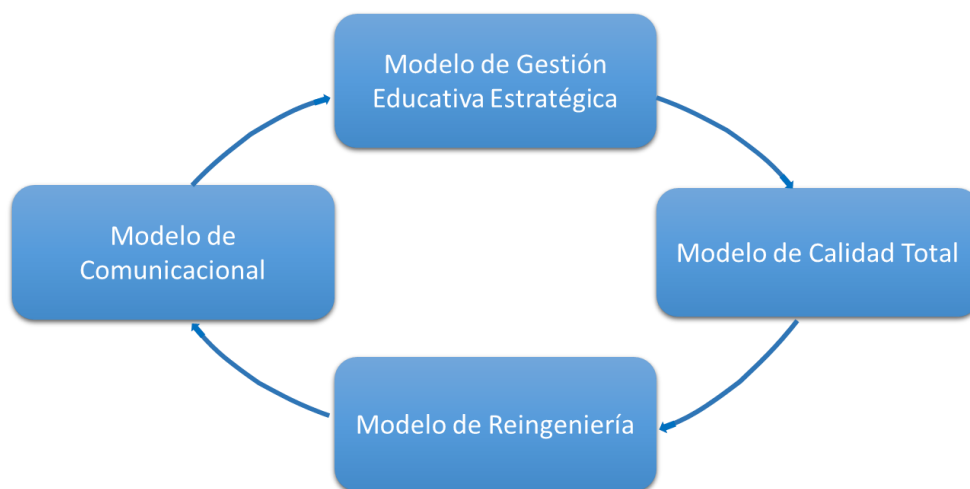 Modelo de Gestión
Educativa Estratégica
Modelo de Calidad Total
Modelo de Reingeniería
Modelo de
Comunicacional